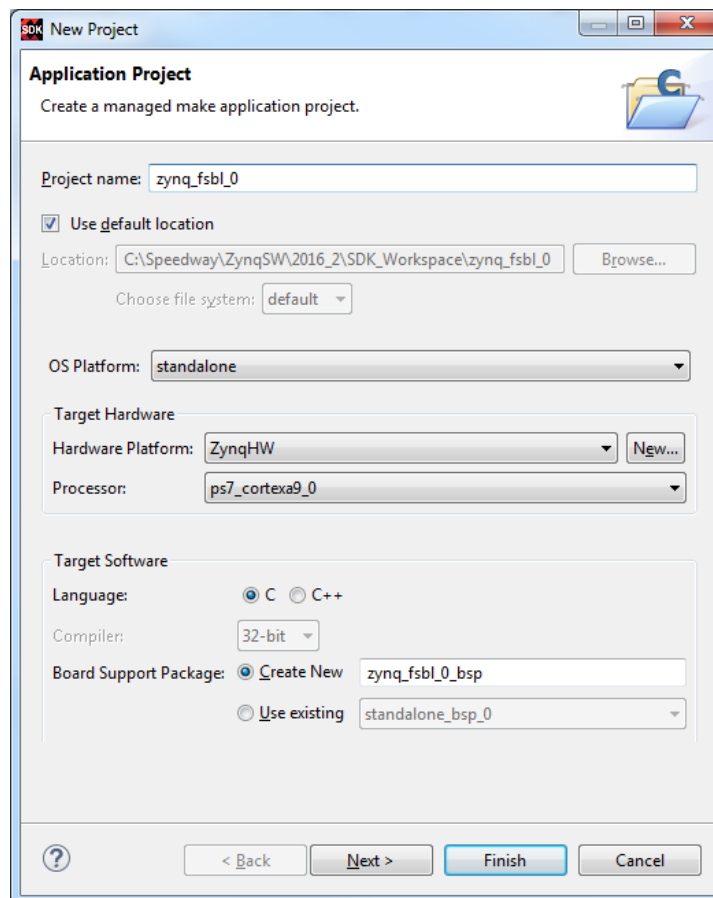 SDK New Project
Application Project
Create a managed make application project.
C
Project name: zynq_fsbl_0
Use default location
Location: C:\Speedway\ZynqSW\2016_2\SDK_Workspace\zynq_fsbl_0 Browse...
Choose file system: default
OS Platform: standalone
Target Hardware
Hardware Platform: ZynqHW New...
Processor: ps7_cortexa9_0
Target Software
Language: C C++
Compiler: 32-bit
Board Support Package: Create New zynq_fsbl_0_bsp
Use existing standalone_bsp_0
? < Back Next > Finish Cancel